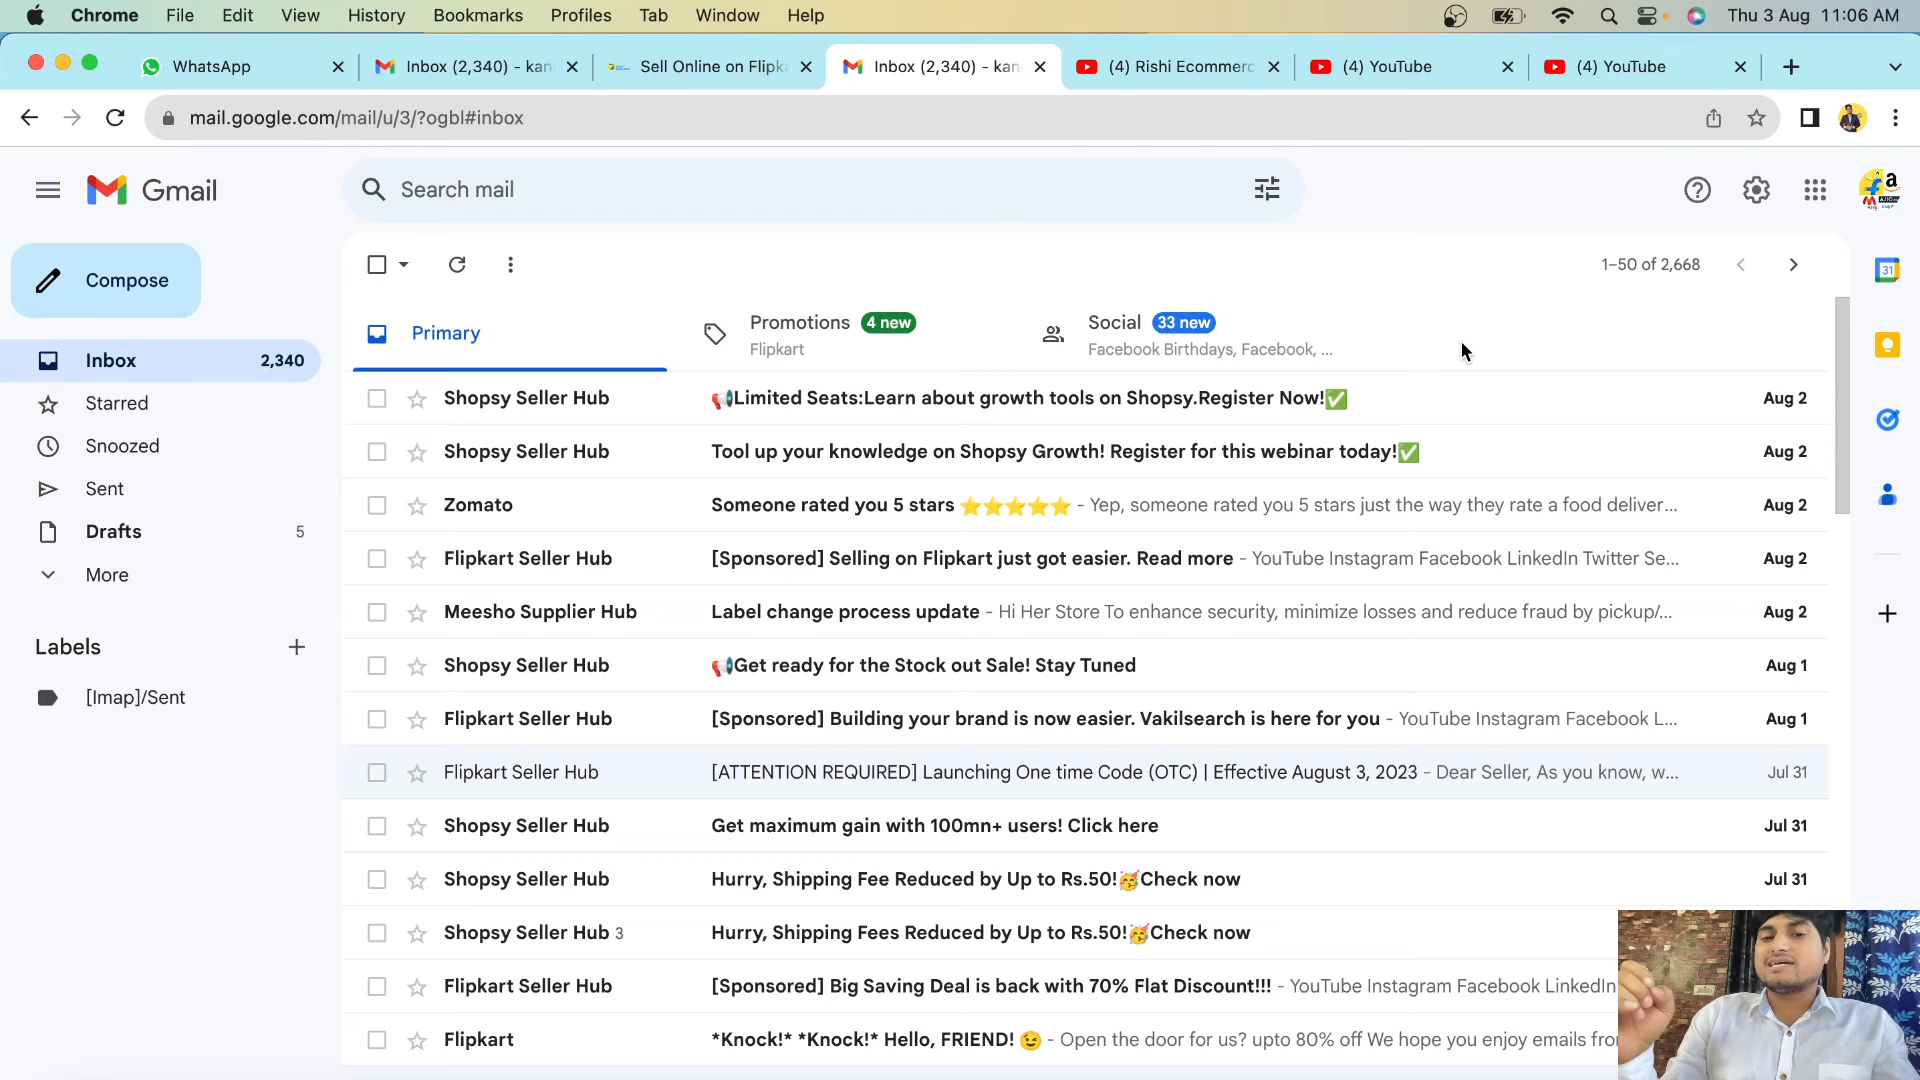 Chrome File Edit View History Bookmarks Profiles Tab Window Help Thu 3 Aug 11:06 AM
WhatsApp Inbox (2,340) - kan Sell Online on Flipka Inbox (2,340) - kan (4) Rishi Ecommerc (4) YouTube (4) YouTube
mail.google.com/mail/u/3/?ogbl#inbox
Gmail Search mail
Compose
1–50 of 2,668
Primary
Promotions 4 new
Flipkart
Social 33 new
Facebook Birthdays, Facebook, ...
Inbox 2,340
Starred
Snoozed
Sent
Drafts 5
More
Labels
[Imap]/Sent
Shopsy Seller Hub 📢Limited Seats:Learn about growth tools on Shopsy.Register Now!✅ Aug 2
Shopsy Seller Hub Tool up your knowledge on Shopsy Growth! Register for this webinar today!✅ Aug 2
Zomato Someone rated you 5 stars ⭐⭐⭐⭐⭐ - Yep, someone rated you 5 stars just the way they rate a food deliver... Aug 2
Flipkart Seller Hub [Sponsored] Selling on Flipkart just got easier. Read more - YouTube Instagram Facebook LinkedIn Twitter Se... Aug 2
Meesho Supplier Hub Label change process update - Hi Her Store To enhance security, minimize losses and reduce fraud by pickup/... Aug 2
Shopsy Seller Hub 📢Get ready for the Stock out Sale! Stay Tuned Aug 1
Flipkart Seller Hub [Sponsored] Building your brand is now easier. Vakilsearch is here for you - YouTube Instagram Facebook L... Aug 1
Flipkart Seller Hub [ATTENTION REQUIRED] Launching One time Code (OTC) | Effective August 3, 2023 - Dear Seller, As you know, w... Jul 31
Shopsy Seller Hub Get maximum gain with 100mn+ users! Click here Jul 31
Shopsy Seller Hub Hurry, Shipping Fee Reduced by Up to Rs.50!🥳Check now Jul 31
Shopsy Seller Hub 3 Hurry, Shipping Fees Reduced by Up to Rs.50!🥳Check now
Flipkart Seller Hub [Sponsored] Big Saving Deal is back with 70% Flat Discount!!! - YouTube Instagram Facebook LinkedIn
Flipkart *Knock!* *Knock!* Hello, FRIEND! 😉 - Open the door for us? upto 80% off We hope you enjoy emails fro